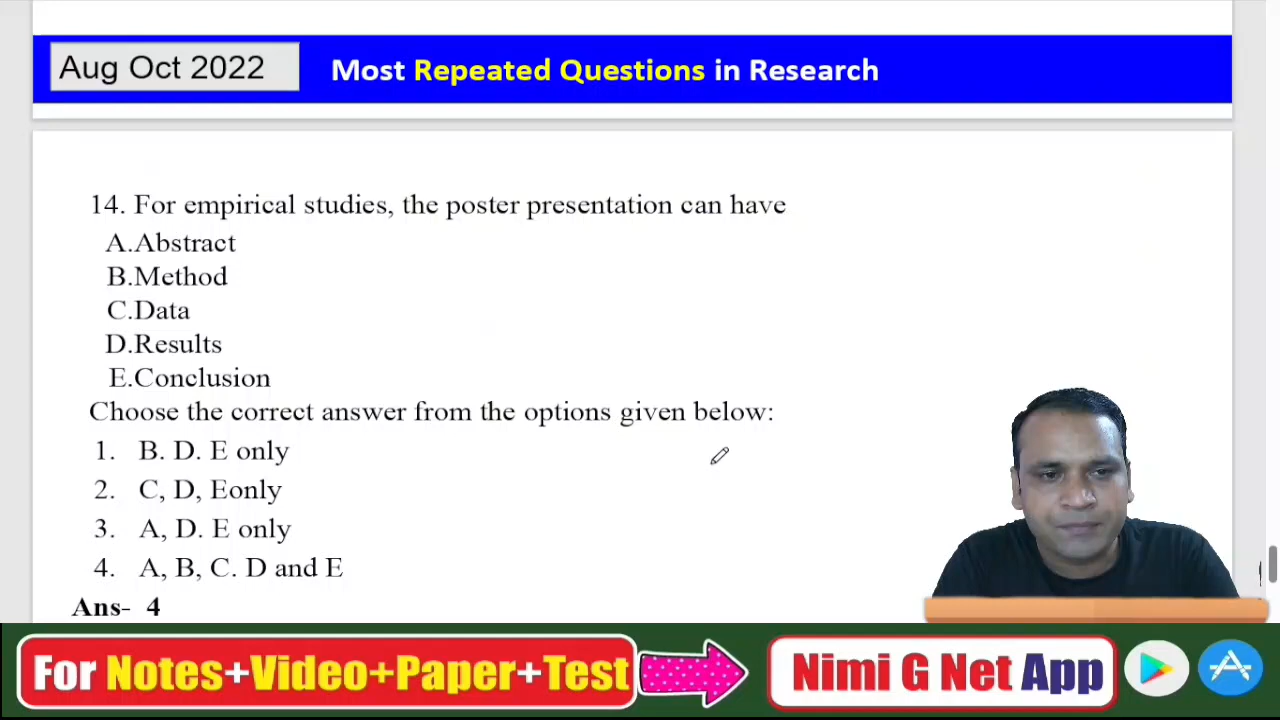 Aug Oct 2022
Most Repeated Questions in Research
14. For empirical studies, the poster presentation can have
A.Abstract
B.Method
C.Data
D.Results
E.Conclusion
Choose the correct answer from the options given below:
1. B. D. E only
2. C, D, Eonly
3. A, D. E only
4. A, B, C. D and E
Ans- 4
For Notes+Video+Paper+Test
Nimi G Net App